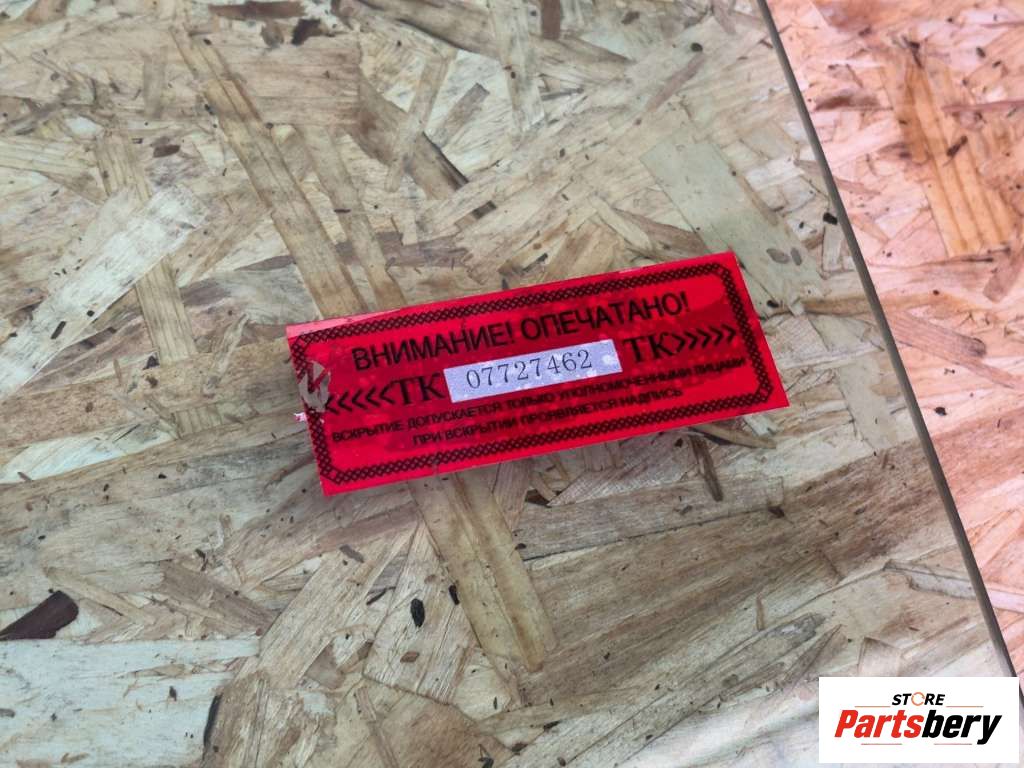 ВНИМАНИЕ! ОПЕЧАТАНО!
<<<<<ТК 07727462 ТК>>>>>
ВСКРЫТИЕ ДОПУСКАЕТСЯ ТОЛЬКО УПОЛНОМОЧЕННЫМИ ЛИЦАМИ
ПРИ ВСКРЫТИИ ПРОЯВЛЯЕТСЯ НАДПИСЬ
STORE
Partsbery